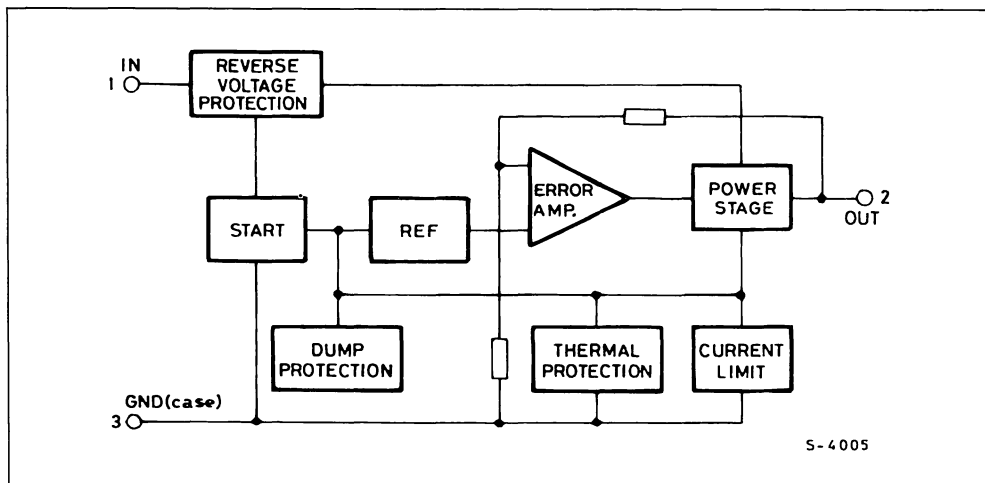 IN
1
REVERSE
VOLTAGE
PROTECTION
ERROR
AMP.
POWER
STAGE
2
OUT
START
REF
DUMP
PROTECTION
THERMAL
PROTECTION
CURRENT
LIMIT
GND(case)
3
S-4005